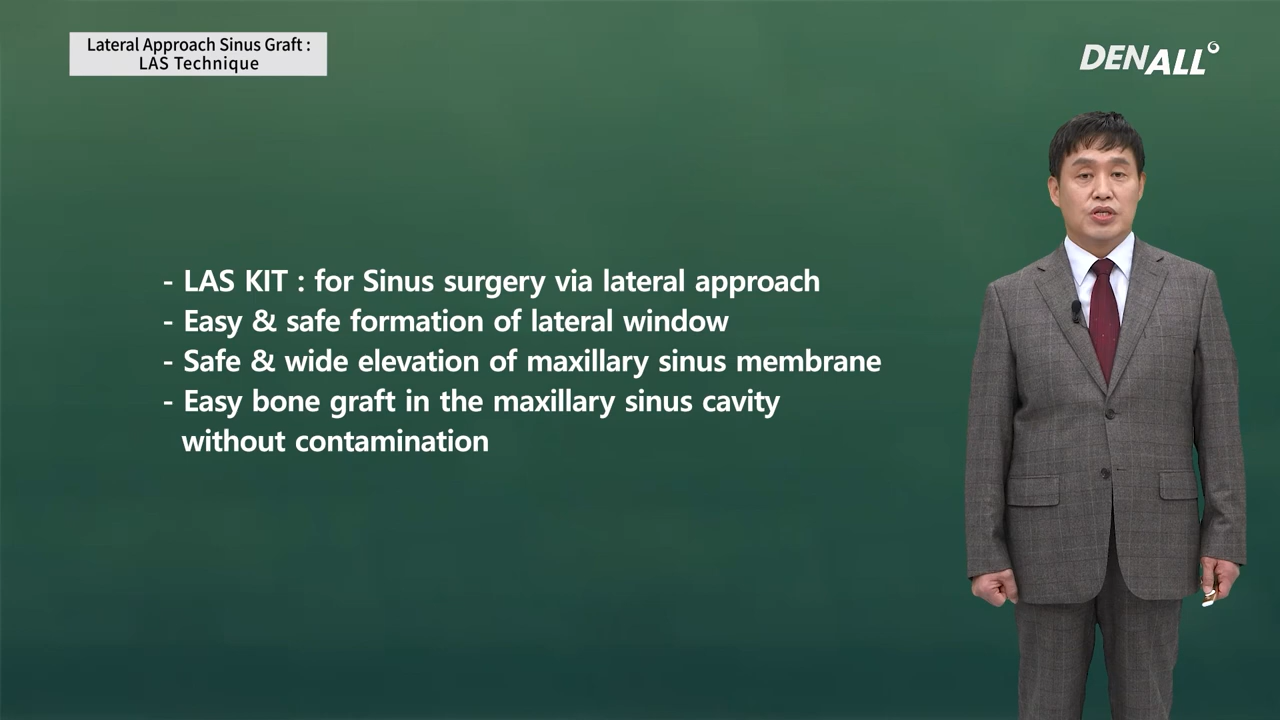 Lateral Approach Sinus Graft :
LAS Technique
DENALL
- LAS KIT : for Sinus surgery via lateral approach
- Easy & safe formation of lateral window
- Safe & wide elevation of maxillary sinus membrane
- Easy bone graft in the maxillary sinus cavity
without contamination